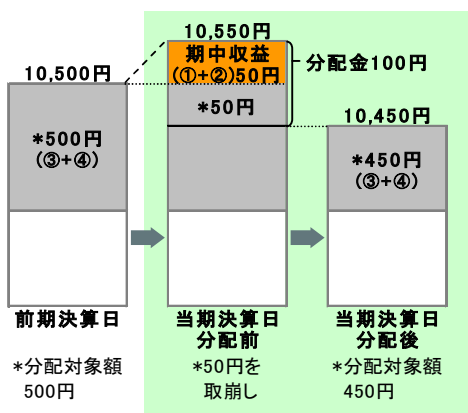 10,550円
期中収益
(①+②)50円
分配金100円
10,500円
*50円
10,450円
*500円
(③+④)
*450円
(③+④)
前期決算日
当期決算日
分配前
当期決算日
分配後
*分配対象額
500円
*50円を
取崩し
*分配対象額
450円